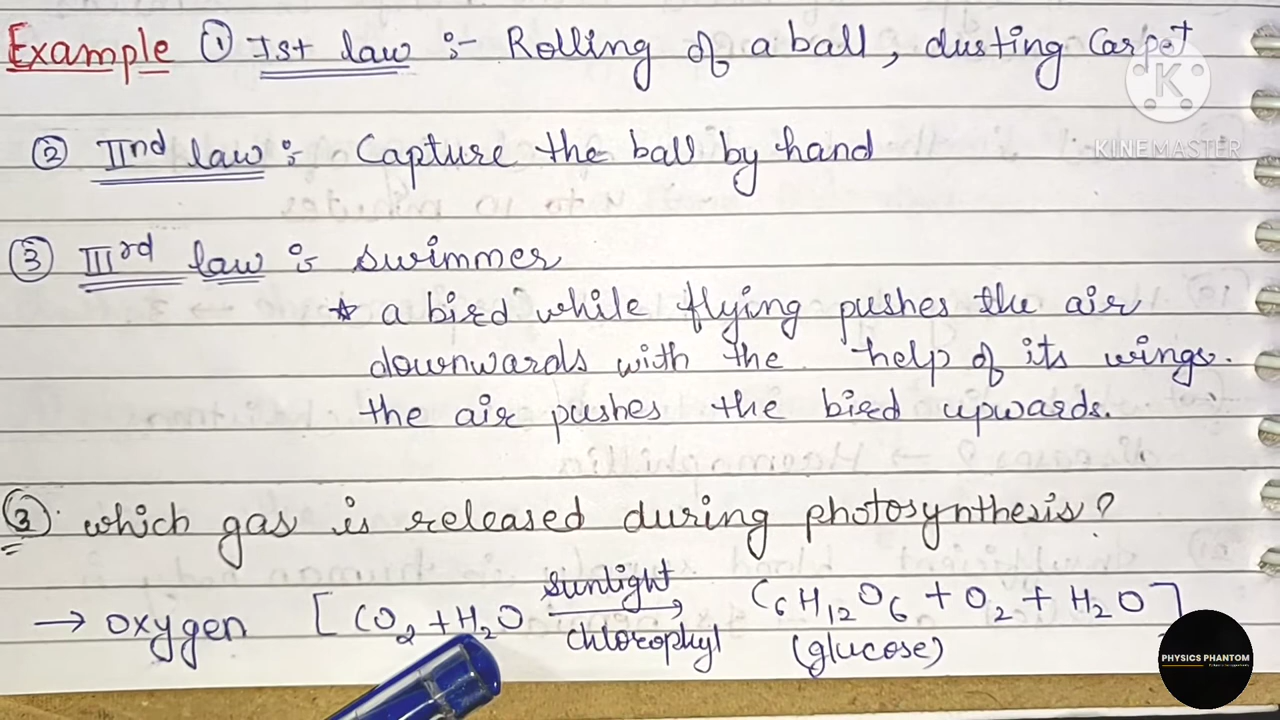 Example ① Ist law :- Rolling of a ball, dusting Carpet
K
KINEMASTER
② IInd law :- Capture the ball by hand
③ IIIrd law :- swimmer
* a bird while flying pushes the air
downwards with the help of its wings.
the air pushes the bird upwards.
② which gas is released during photosynthesis?
→ oxygen [CO2 + H2O sunlight → chlorophyl C6H12O6 + O2 + H2O]
(glucose)
PHYSICS PHANTOM